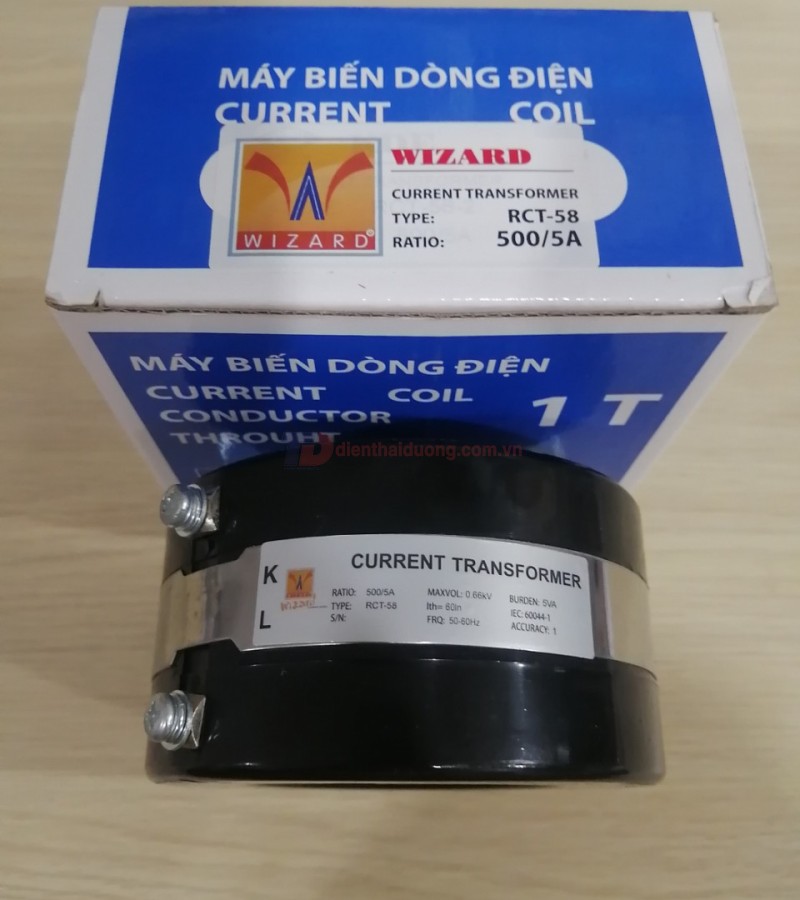 MÁY BIẾN DÒNG ĐIỆN
CURRENT COIL
WIZARD
WIZARD
CURRENT TRANSFORMER
TYPE: RCT-58
RATIO: 500/5A
MÁY BIẾN DÒNG ĐIỆN
CURRENT COIL
CONDUCTOR
THROUHT
1 T
dienthaiduong.com.vn
CURRENT TRANSFORMER
K
L
Wizard
RATIO: 500/5A
TYPE: RCT-58
S/N:
MAXVOL: 0.66kV
Ith= 60In
FRQ: 50-60Hz
BURDEN: 5VA
IEC: 60044-1
ACCURACY: 1